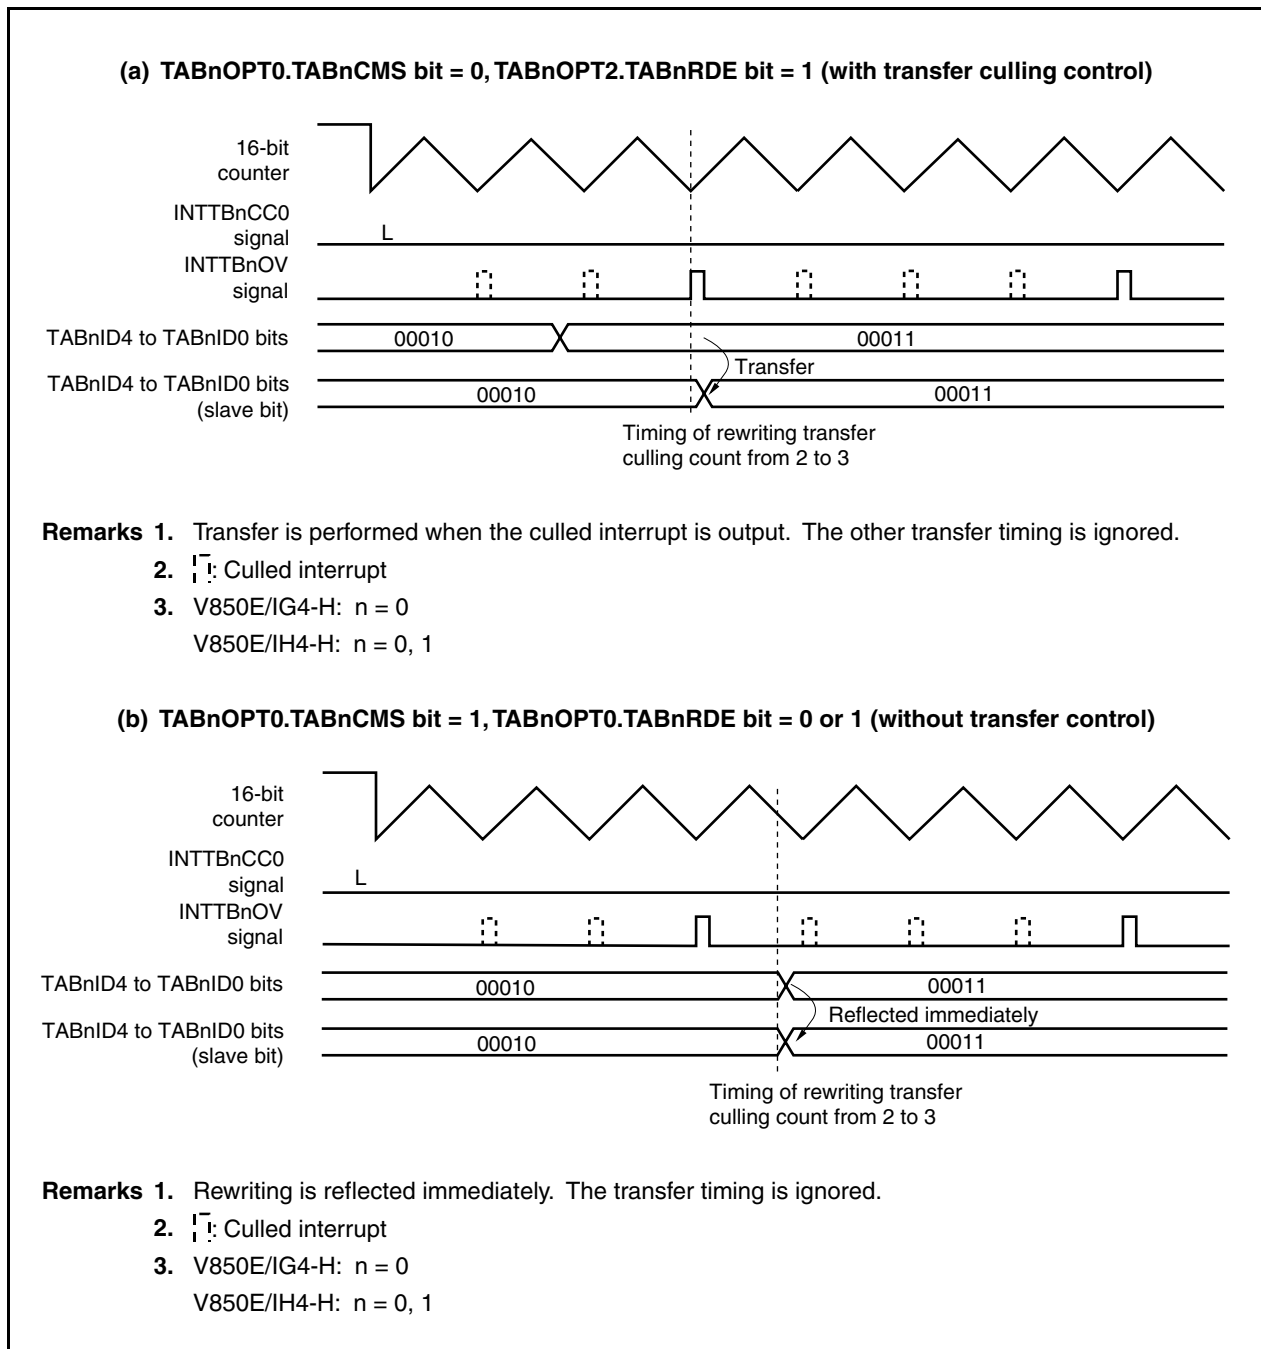 (a) TABnOPT0.TABnCMS bit = 0, TABnOPT2.TABnRDE bit = 1 (with transfer culling control)
16-bit
counter
INTTBnCC0
signal
L
INTTBnOV
signal
TABnID4 to TABnID0 bits
00010
00011
Transfer
TABnID4 to TABnID0 bits
(slave bit)
00010
00011
Timing of rewriting transfer
culling count from 2 to 3
Remarks 1. Transfer is performed when the culled interrupt is output. The other transfer timing is ignored.
2. : Culled interrupt
3. V850E/IG4-H: n = 0
V850E/IH4-H: n = 0, 1
(b) TABnOPT0.TABnCMS bit = 1, TABnOPT0.TABnRDE bit = 0 or 1 (without transfer control)
16-bit
counter
INTTBnCC0
signal
L
INTTBnOV
signal
TABnID4 to TABnID0 bits
00010
00011
Reflected immediately
TABnID4 to TABnID0 bits
(slave bit)
00010
00011
Timing of rewriting transfer
culling count from 2 to 3
Remarks 1. Rewriting is reflected immediately. The transfer timing is ignored.
2. : Culled interrupt
3. V850E/IG4-H: n = 0
V850E/IH4-H: n = 0, 1